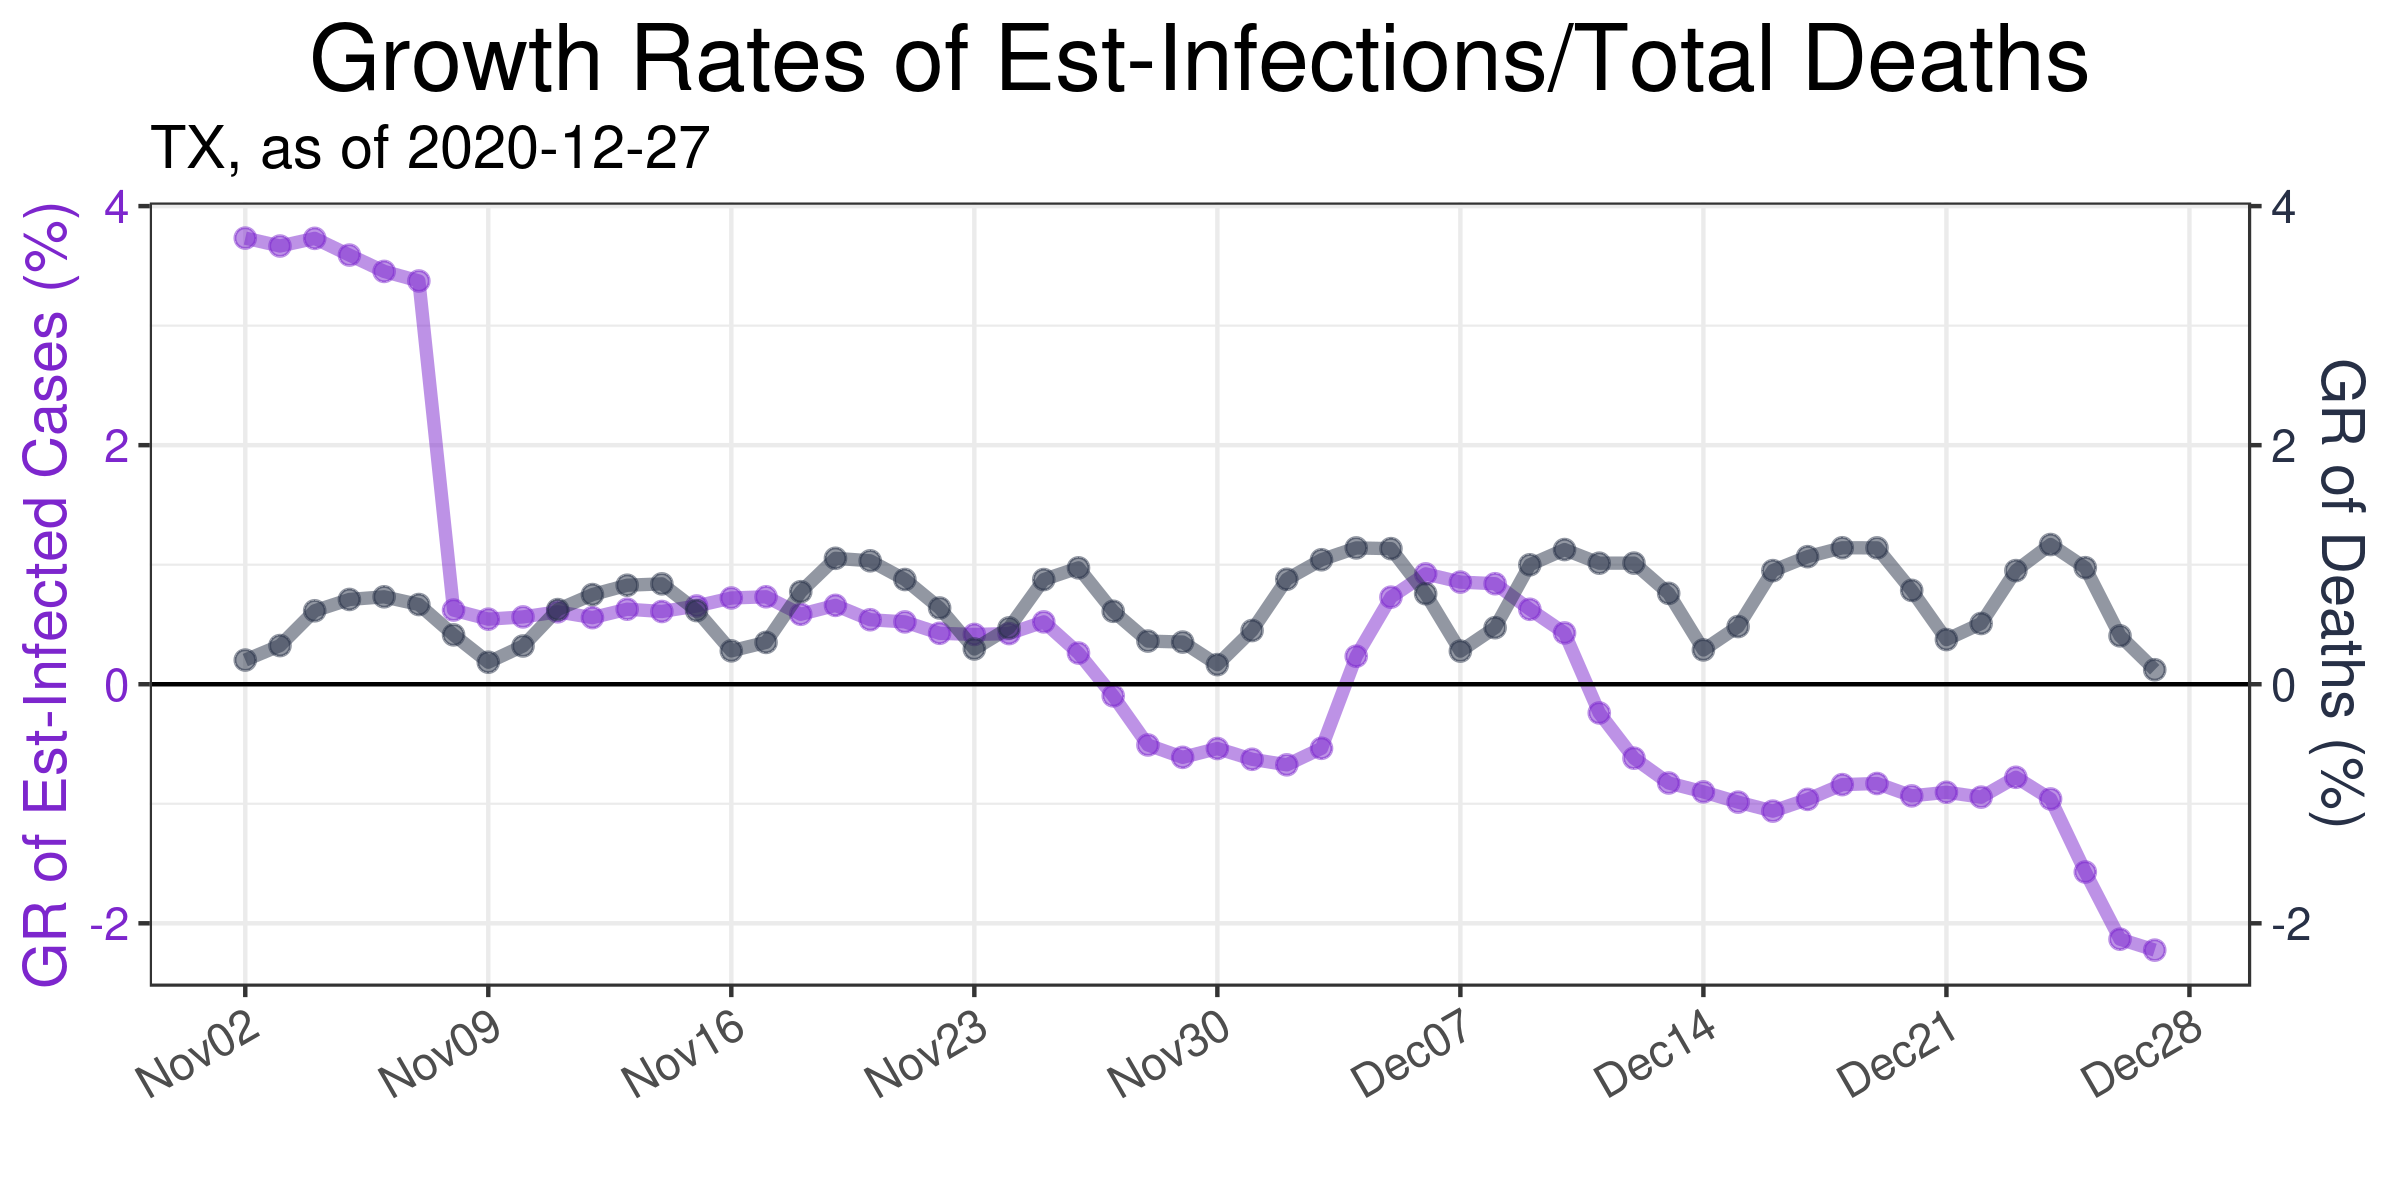 Growth Rates of Est-Infections/Total Deaths
TX, as of 2020-12-27
GR of Est-Infected Cases (%)
4
2
0
-2
4
2
0
-2
GR of Deaths (%)
Nov02
Nov09
Nov16
Nov23
Nov30
Dec07
Dec14
Dec21
Dec28